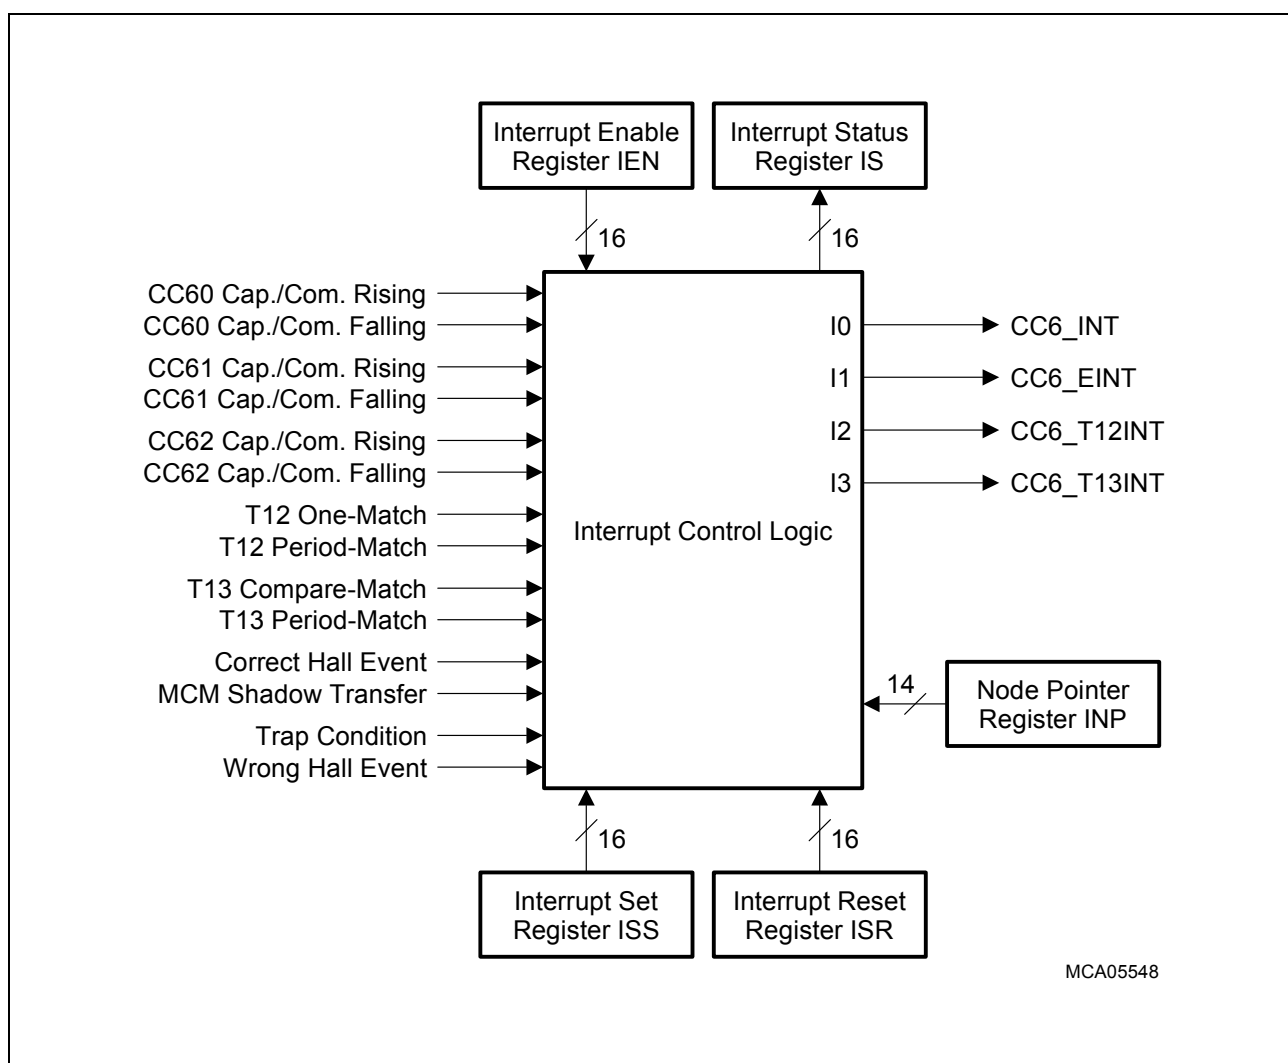 Interrupt Enable
Register IEN
Interrupt Status
Register IS
16
16
CC60 Cap./Com. Rising
CC60 Cap./Com. Falling
CC61 Cap./Com. Rising
CC61 Cap./Com. Falling
CC62 Cap./Com. Rising
CC62 Cap./Com. Falling
T12 One-Match
T12 Period-Match
T13 Compare-Match
T13 Period-Match
Correct Hall Event
MCM Shadow Transfer
Trap Condition
Wrong Hall Event
Interrupt Control Logic
I0
CC6_INT
I1
CC6_EINT
I2
CC6_T12INT
I3
CC6_T13INT
14
Node Pointer
Register INP
16
16
Interrupt Set
Register ISS
Interrupt Reset
Register ISR
MCA05548